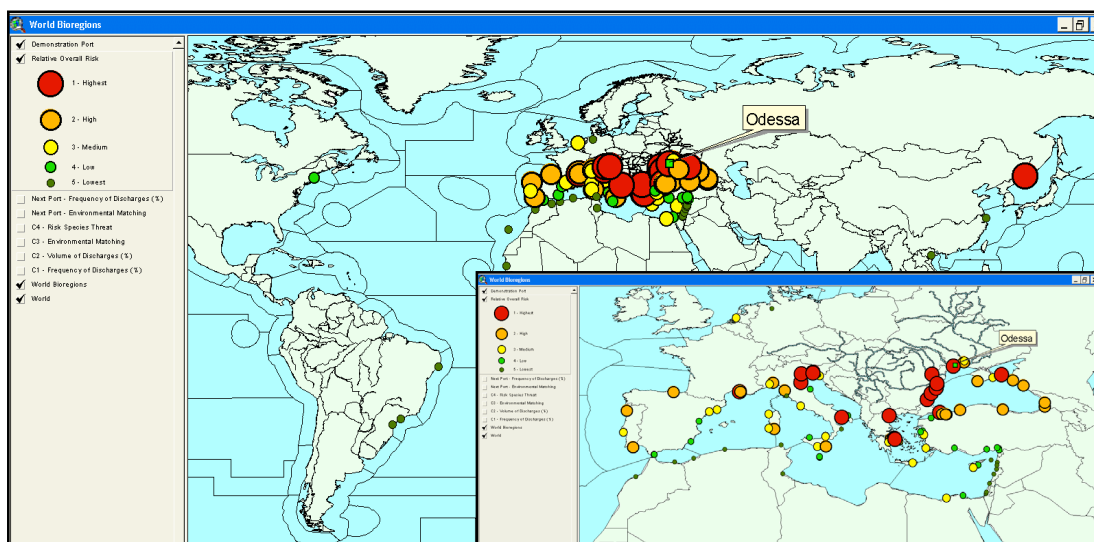 World Bioregions
Demonstration Port
Relative Overall Risk
1 - Highest
2 - High
3 - Medium
4 - Low
5 - Lowest
Next Port - Frequency of Discharges (%)
Next Port - Environmental Matching
C4 - Risk Species Threat
C3 - Environmental Matching
C2 - Volume of Discharges (%)
C1 - Frequency of Discharges (%)
World Bioregions
World
Odessa
World Bioregions
Demonstration Port
Relative Overall Risk
1 - Highest
2 - High
3 - Medium
4 - Low
5 - Lowest
Next Port - Frequency of Discharges (%)
Next Port - Environmental Matching
C4 - Risk Species Threat
C3 - Environmental Matching
C2 - Volume of Discharges (%)
C1 - Frequency of Discharges (%)
World Bioregions
World
Odessa